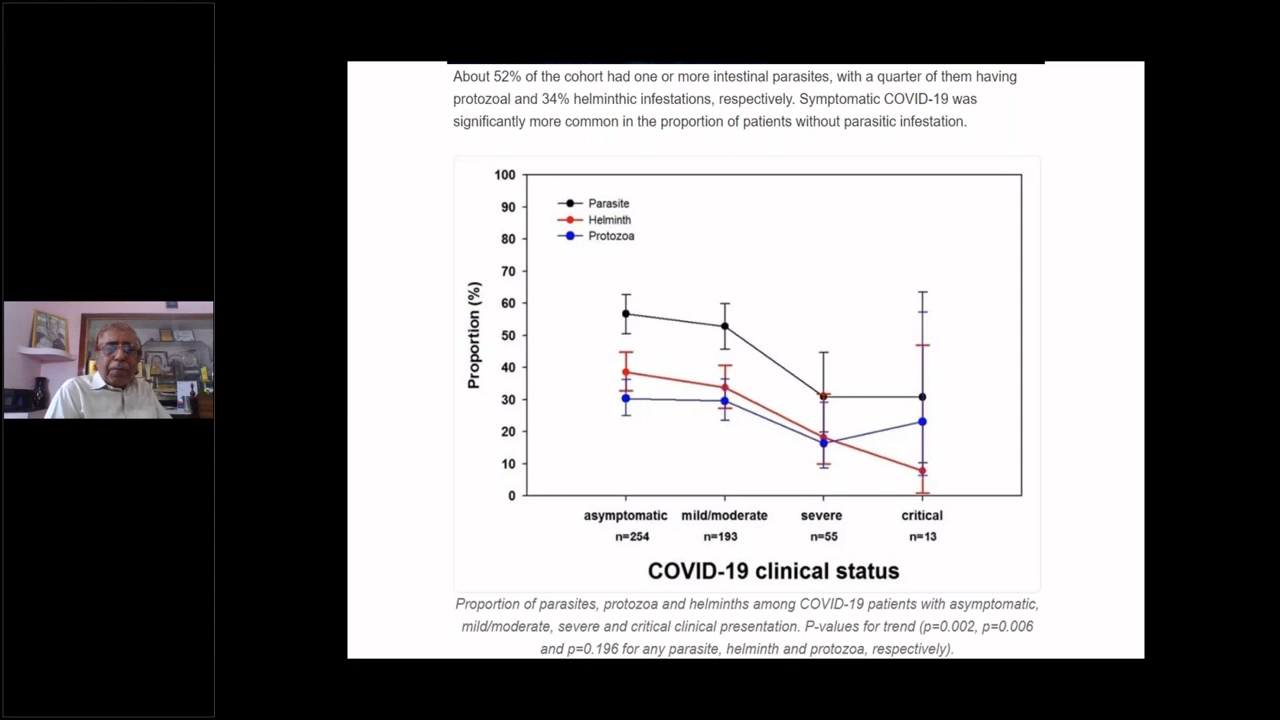 About 52% of the cohort had one or more intestinal parasites, with a quarter of them having
protozoal and 34% helminthic infestations, respectively. Symptomatic COVID-19 was
significantly more common in the proportion of patients without parasitic infestation.
100
90
80
70
60
50
40
30
20
10
0
Proportion (%)
Parasite
Helminth
Protozoa
asymptomatic mild/moderate severe critical
n=254 n=193 n=55 n=13
COVID-19 clinical status
Proportion of parasites, protozoa and helminths among COVID-19 patients with asymptomatic,
mild/moderate, severe and critical clinical presentation. P-values for trend (p=0.002, p=0.006
and p=0.196 for any parasite, helminth and protozoa, respectively).